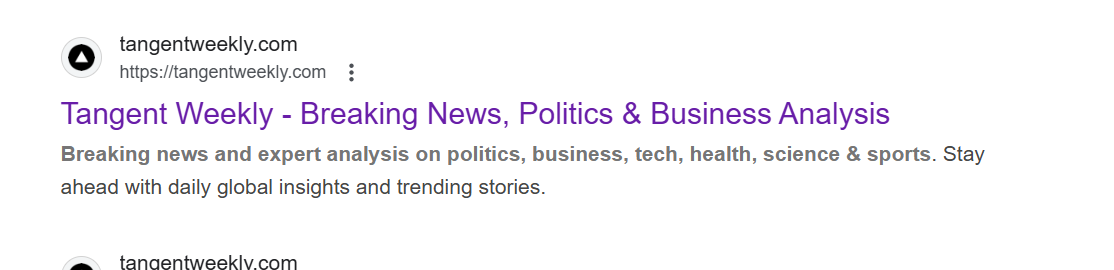 tangentweekly.com
https://tangentweekly.com
Tangent Weekly - Breaking News, Politics & Business Analysis
Breaking news and expert analysis on politics, business, tech, health, science & sports. Stay
ahead with daily global insights and trending stories.
tangentweekly.com